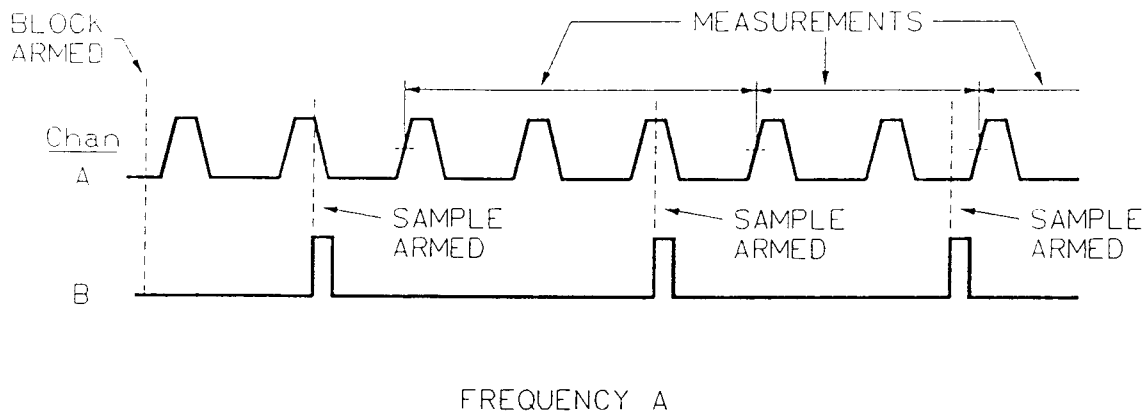 BLOCK
ARMED
MEASUREMENTS
Chan
A
SAMPLE
ARMED
SAMPLE
ARMED
SAMPLE
ARMED
B
FREQUENCY A